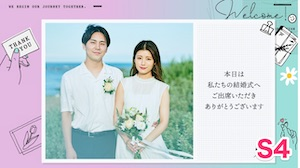 WE BEGIN OUR JOURNEY TOGETHER.
Welcome
THANK
YOU
本日は
私たちの結婚式へ
ご出席いただき
ありがとうございます
S4